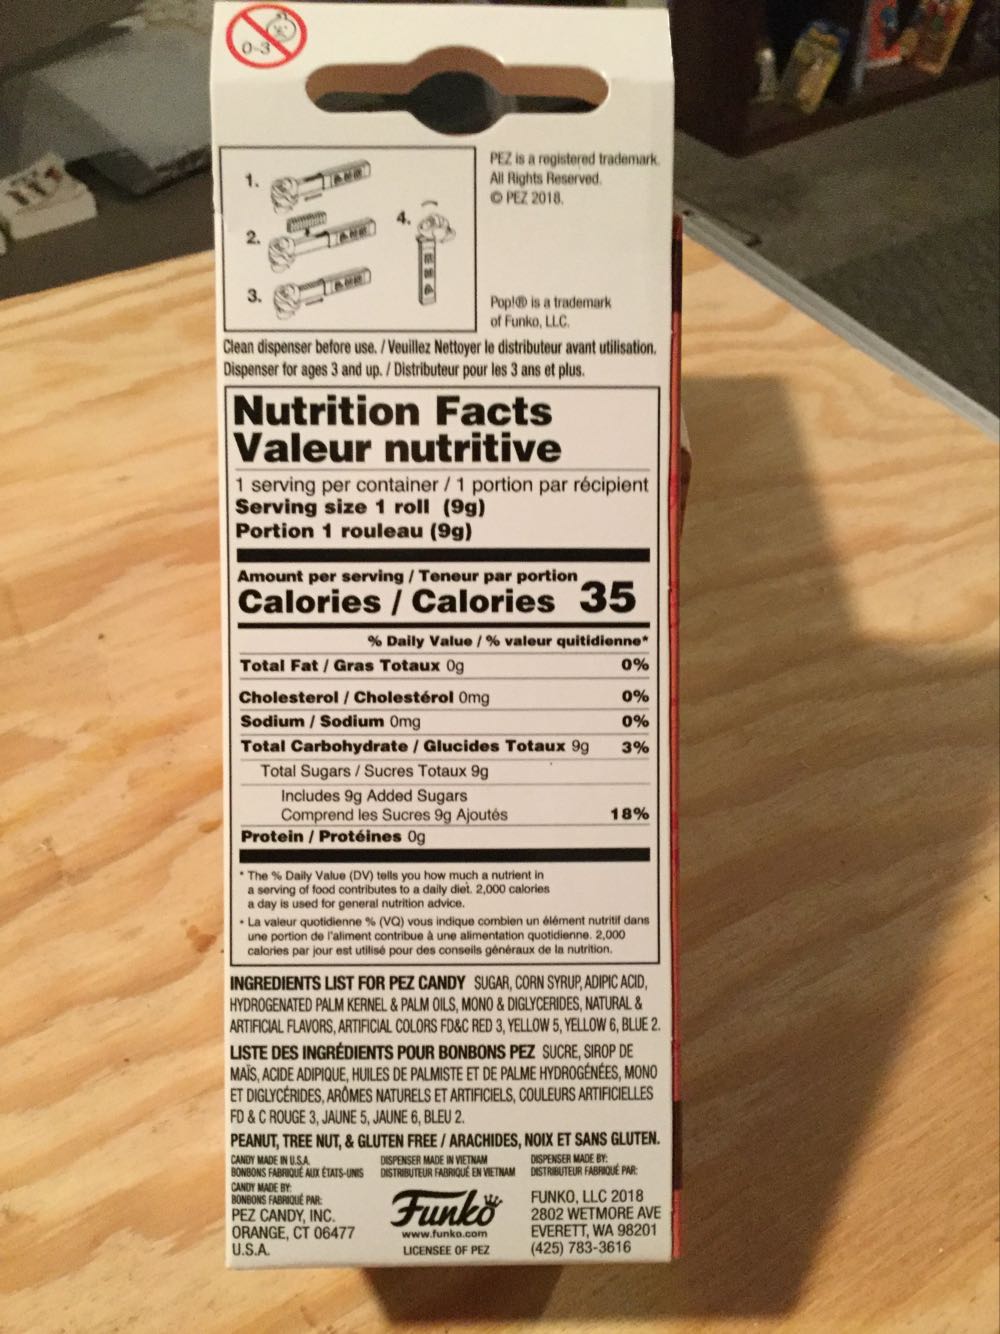 0-3
PEZ is a registered trademark.
All Rights Reserved.
© PEZ 2018.
1.
2.
3.
4.
Pop!® is a trademark
of Funko, LLC.
Clean dispenser before use. / Veuillez Nettoyer le distributeur avant utilisation.
Dispenser for ages 3 and up. / Distributeur pour les 3 ans et plus.
Nutrition Facts
Valeur nutritive
1 serving per container / 1 portion par récipient
Serving size 1 roll (9g)
Portion 1 rouleau (9g)
Amount per serving / Teneur par portion
Calories / Calories 35
% Daily Value / % valeur quitidienne*
Total Fat / Gras Totaux 0g 0%
Cholesterol / Cholestérol 0mg 0%
Sodium / Sodium 0mg 0%
Total Carbohydrate / Glucides Totaux 9g 3%
Total Sugars / Sucres Totaux 9g
Includes 9g Added Sugars
Comprend les Sucres 9g Ajoutés 18%
Protein / Protéines 0g
* The % Daily Value (DV) tells you how much a nutrient in
a serving of food contributes to a daily diet. 2,000 calories
a day is used for general nutrition advice.
* La valeur quotidienne % (VQ) vous indique combien un élément nutritif dans
une portion de l'aliment contribue à une alimentation quotidienne. 2,000
calories par jour est utilisé pour des conseils généraux de la nutrition.
INGREDIENTS LIST FOR PEZ CANDY SUGAR, CORN SYRUP, ADIPIC ACID,
HYDROGENATED PALM KERNEL & PALM OILS, MONO & DIGLYCERIDES, NATURAL &
ARTIFICIAL FLAVORS, ARTIFICIAL COLORS FD&C RED 3, YELLOW 5, YELLOW 6, BLUE 2.
LISTE DES INGRÉDIENTS POUR BONBONS PEZ SUCRE, SIROP DE
MAÏS, ACIDE ADIPIQUE, HUILES DE PALMISTE ET DE PALME HYDROGÉNÉES, MONO
ET DIGLYCÉRIDES, ARÔMES NATURELS ET ARTIFICIELS, COULEURS ARTIFICIELLES
FD & C ROUGE 3, JAUNE 5, JAUNE 6, BLEU 2.
PEANUT, TREE NUT, & GLUTEN FREE / ARACHIDES, NOIX ET SANS GLUTEN.
CANDY MADE IN U.S.A.
BONBONS FABRIQUÉ AUX ÉTATS-UNIS
CANDY MADE BY:
BONBONS FABRIQUÉ PAR:
PEZ CANDY, INC.
ORANGE, CT 06477
U.S.A.
DISPENSER MADE IN VIETNAM
DISTRIBUTEUR FABRIQUÉ EN VIETNAM
Funko
www.funko.com
LICENSEE OF PEZ
DISPENSER MADE BY:
DISTRIBUTEUR FABRIQUÉ PAR:
FUNKO, LLC 2018
2802 WETMORE AVE
EVERETT, WA 98201
(425) 783-3616